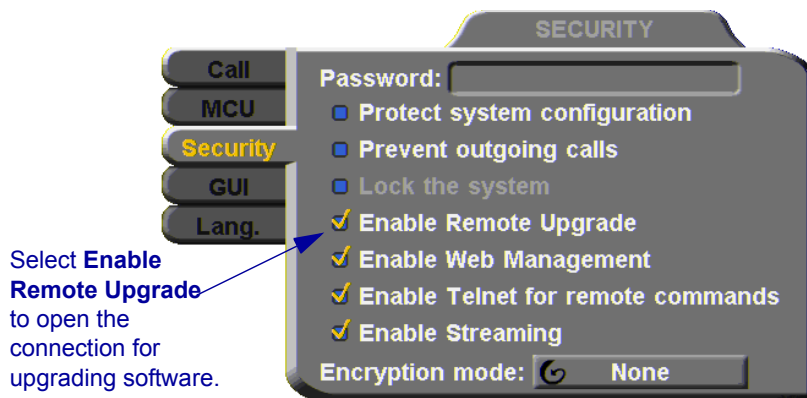 SECURITY
Call
MCU
Security
GUI
Lang.
Password:
Protect system configuration
Prevent outgoing calls
Lock the system
Enable Remote Upgrade
Enable Web Management
Enable Telnet for remote commands
Enable Streaming
Encryption mode: None
Select Enable
Remote Upgrade
to open the
connection for
upgrading software.